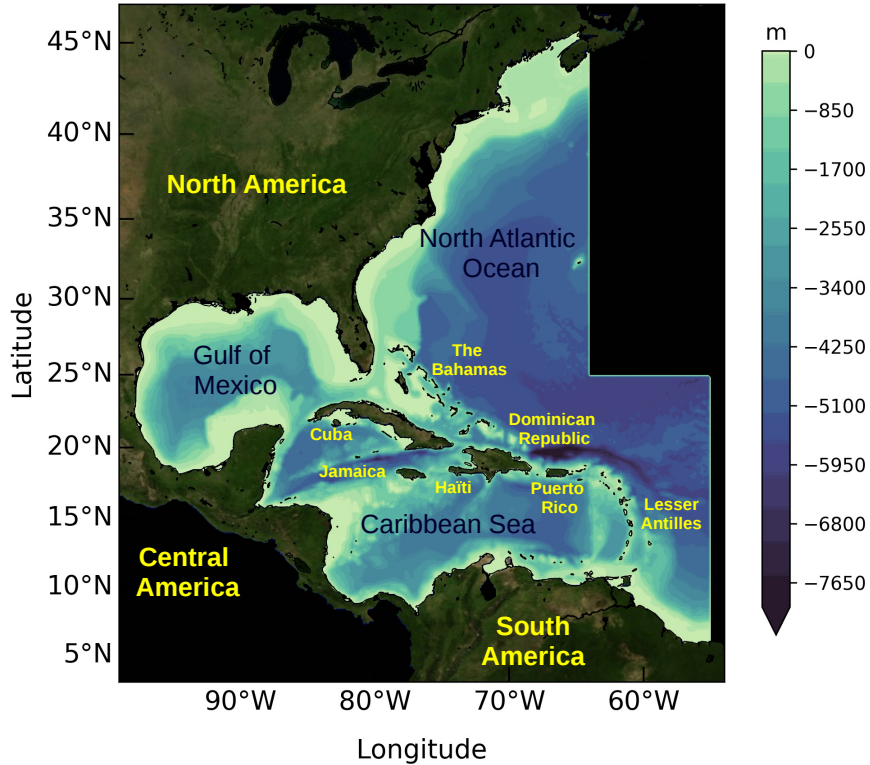 m
45°N
40°N
35°N
30°N
25°N
20°N
15°N
10°N
5°N
Latitude
North America
North Atlantic
Ocean
Gulf of
Mexico
The
Bahamas
Cuba
Dominican
Republic
Jamaica
Haïti
Puerto
Rico
Lesser
Antilles
Caribbean Sea
Central
America
South
America
90°W
80°W
70°W
60°W
Longitude
0
−850
−1700
−2550
−3400
−4250
−5100
−5950
−6800
−7650